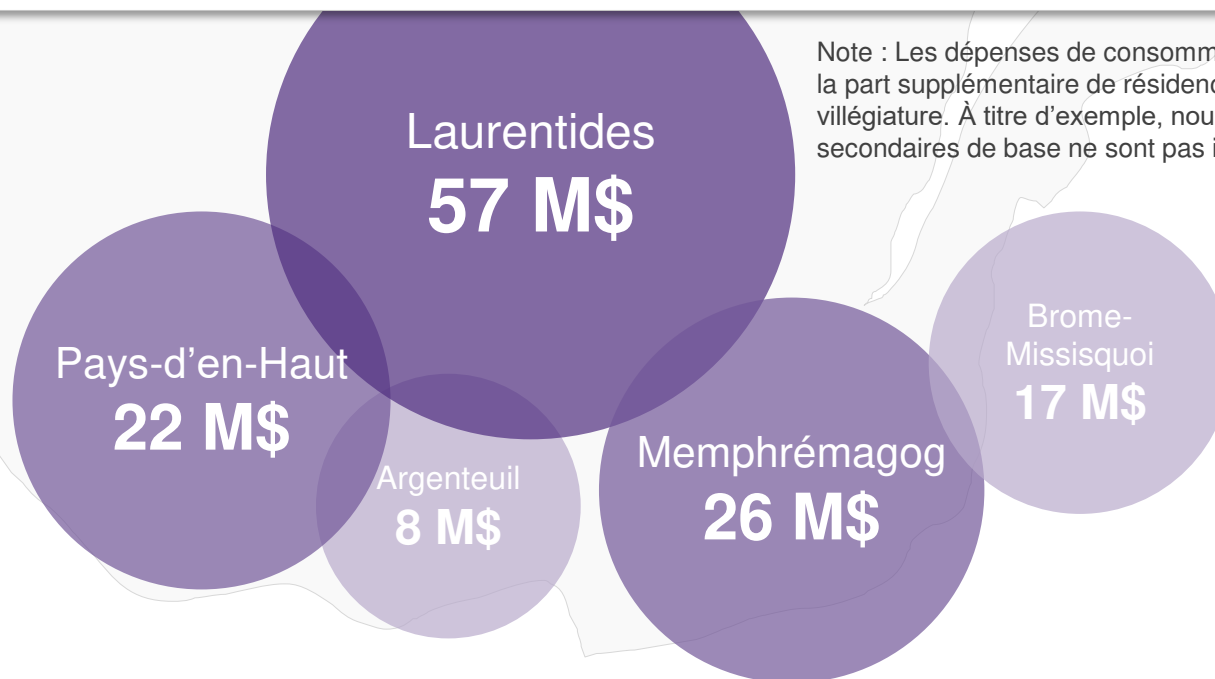 Note : Les dépenses de consomm
la part supplémentaire de résidenc
villégiature. À titre d'exemple, nou
secondaires de base ne sont pas i
Laurentides
57 M$
Pays-d'en-Haut
22 M$
Argenteuil
8 M$
Memphrémagog
26 M$
Brome-
Missisquoi
17 M$